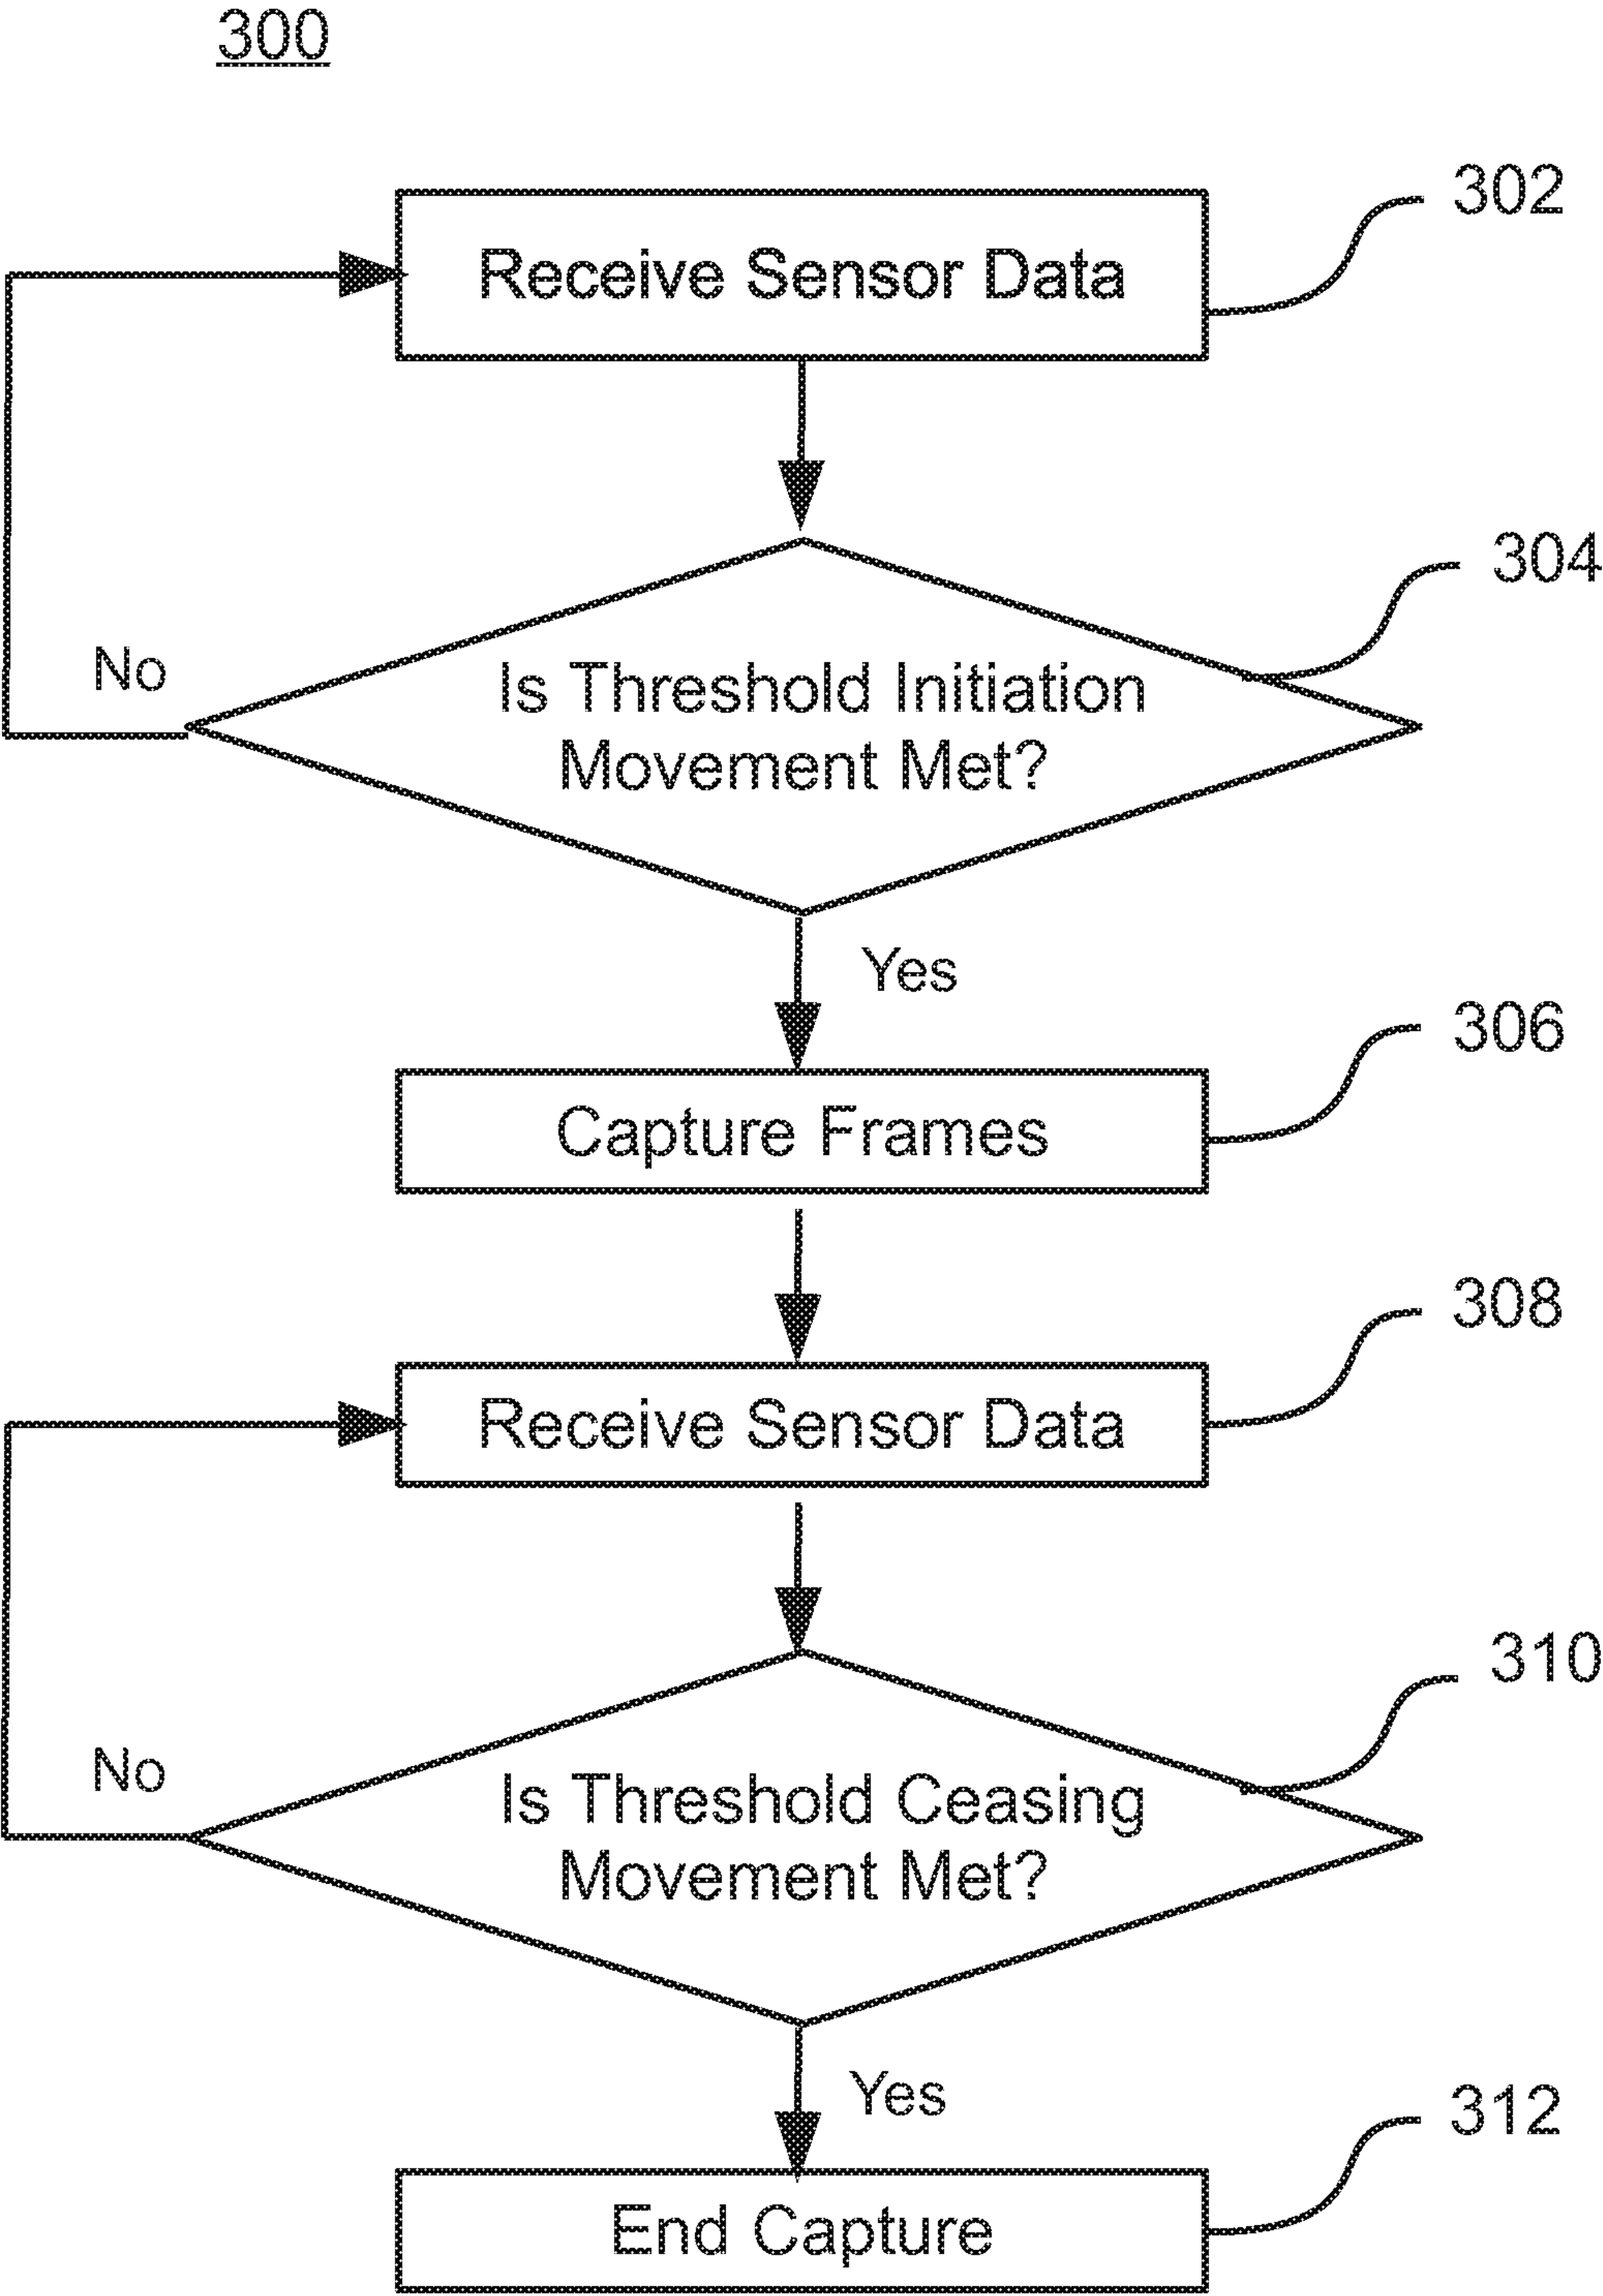 300
302
Receive Sensor Data
304
No
Is Threshold Initiation
Movement Met?
Yes
306
Capture Frames
308
Receive Sensor Data
310
No
Is Threshold Ceasing
Movement Met?
Yes
312
End Capture